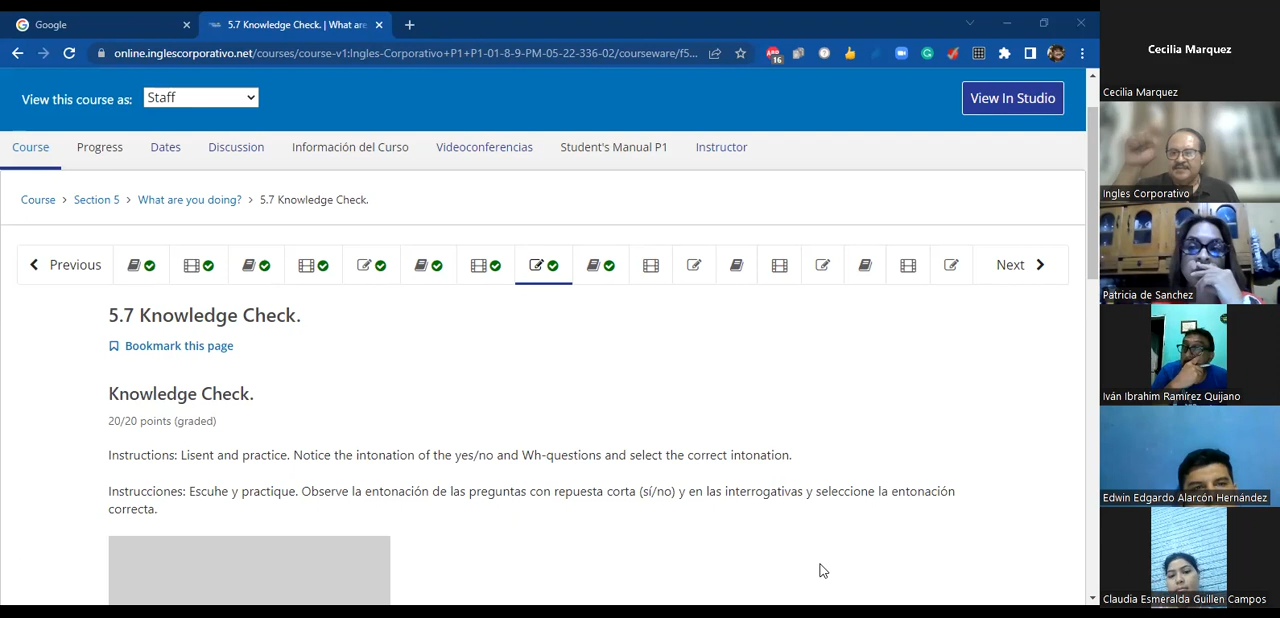 Google
5.7 Knowledge Check. | What are
online.inglescorporativo.net/courses/course-v1:Ingles-Corporativo+P1+P1-01-8-9-PM-05-22-336-02/courseware/f5...
16
View this course as:
Staff
View In Studio
Course
Progress
Dates
Discussion
Información del Curso
Videoconferencias
Student's Manual P1
Instructor
Course > Section 5 > What are you doing? > 5.7 Knowledge Check.
Previous
Next
5.7 Knowledge Check.
Bookmark this page
Knowledge Check.
20/20 points (graded)
Instructions: Lisent and practice. Notice the intonation of the yes/no and Wh-questions and select the correct intonation.
Instrucciones: Escuhe y practique. Observe la entonación de las preguntas con repuesta corta (sí/no) y en las interrogativas y seleccione la entonación
correcta.
Cecilia Marquez
Cecilia Marquez
Ingles Corporativo
Patricia de Sanchez
Iván Ibrahim Ramírez Quijano
Edwin Edgardo Alarcón Hernández
Claudia Esmeralda Guillen Campos